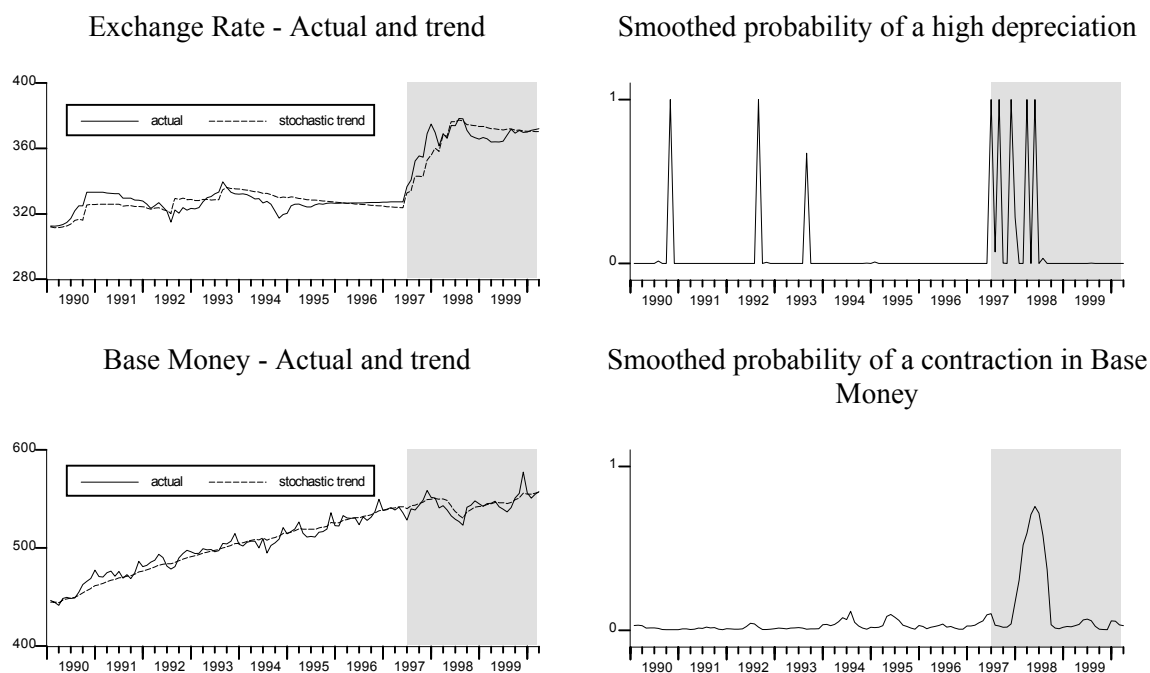 Exchange Rate - Actual and trend
400
360
320
280
actual stochastic trend
1990 1991 1992 1993 1994 1995 1996 1997 1998 1999
Smoothed probability of a high depreciation
1
0
1990 1991 1992 1993 1994 1995 1996 1997 1998 1999
Base Money - Actual and trend
600
500
400
actual stochastic trend
1990 1991 1992 1993 1994 1995 1996 1997 1998 1999
Smoothed probability of a contraction in Base
Money
1
0
1990 1991 1992 1993 1994 1995 1996 1997 1998 1999